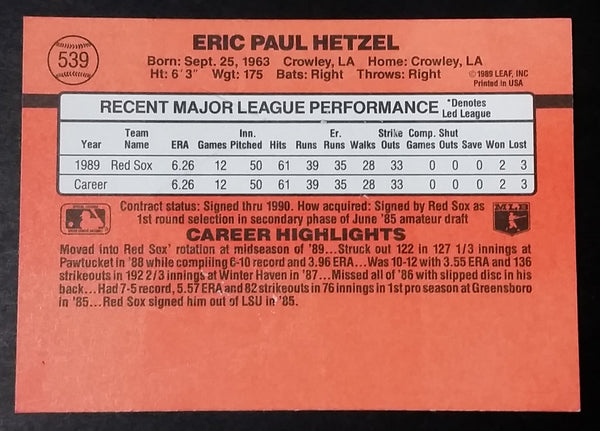 539
ERIC PAUL HETZEL
Born: Sept. 25, 1963 Crowley, LA Home: Crowley, LA
Ht: 6' 3" Wgt: 175 Bats: Right Throws: Right
©1989 LEAF, INC
Printed in USA
RECENT MAJOR LEAGUE PERFORMANCE *Denotes Led League
Year Team Name ERA Games Inn. Pitched Hits Runs Er. Runs Walks Strike Outs Comp. Games Shut Outs Save Won Lost
1989 Red Sox 6.26 12 50 61 39 35 28 33 0 0 0 2 3
Career 6.26 12 50 61 39 35 28 33 0 0 0 2 3
Contract status: Signed thru 1990. How acquired: Signed by Red Sox as
1st round selection in secondary phase of June '85 amateur draft
MLB
CAREER HIGHLIGHTS
Moved into Red Sox' rotation at midseason of '89...Struck out 122 in 127 1/3 innings at
Pawtucket in '88 while compiling 6-10 record and 3.96 ERA...Was 10-12 with 3.55 ERA and 136
strikeouts in 192 2/3 innings at Winter Haven in '87...Missed all of '86 with slipped disc in his
back...Had 7-5 record, 5.57 ERA and 82 strikeouts in 76 innings in 1st pro season at Greensboro
in '85...Red Sox signed him out of LSU in '85.